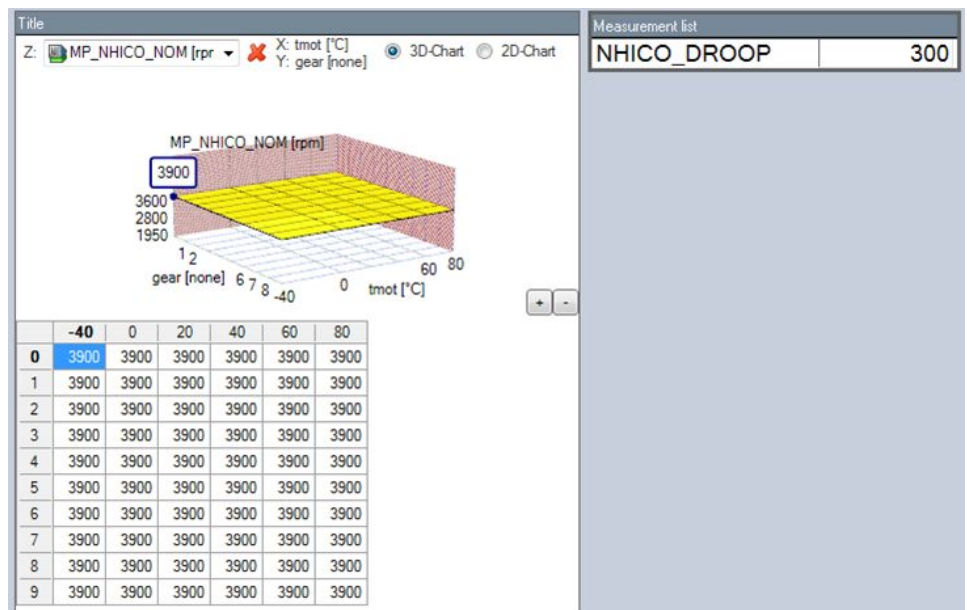 Title
Z: MP_NHICO_NOM [rpr X: tmot [°C] Y: gear [none] 3D-Chart 2D-Chart
MP_NHICO_NOM [rpm]
3900
3600
2800
1950
1 2 6 7 8
gear [none]
-40 0 60 80
tmot [°C]
+ -
-40 0 20 40 60 80
0 3900 3900 3900 3900 3900 3900
1 3900 3900 3900 3900 3900 3900
2 3900 3900 3900 3900 3900 3900
3 3900 3900 3900 3900 3900 3900
4 3900 3900 3900 3900 3900 3900
5 3900 3900 3900 3900 3900 3900
6 3900 3900 3900 3900 3900 3900
7 3900 3900 3900 3900 3900 3900
8 3900 3900 3900 3900 3900 3900
9 3900 3900 3900 3900 3900 3900
Measurement list
NHICO_DROOP 300